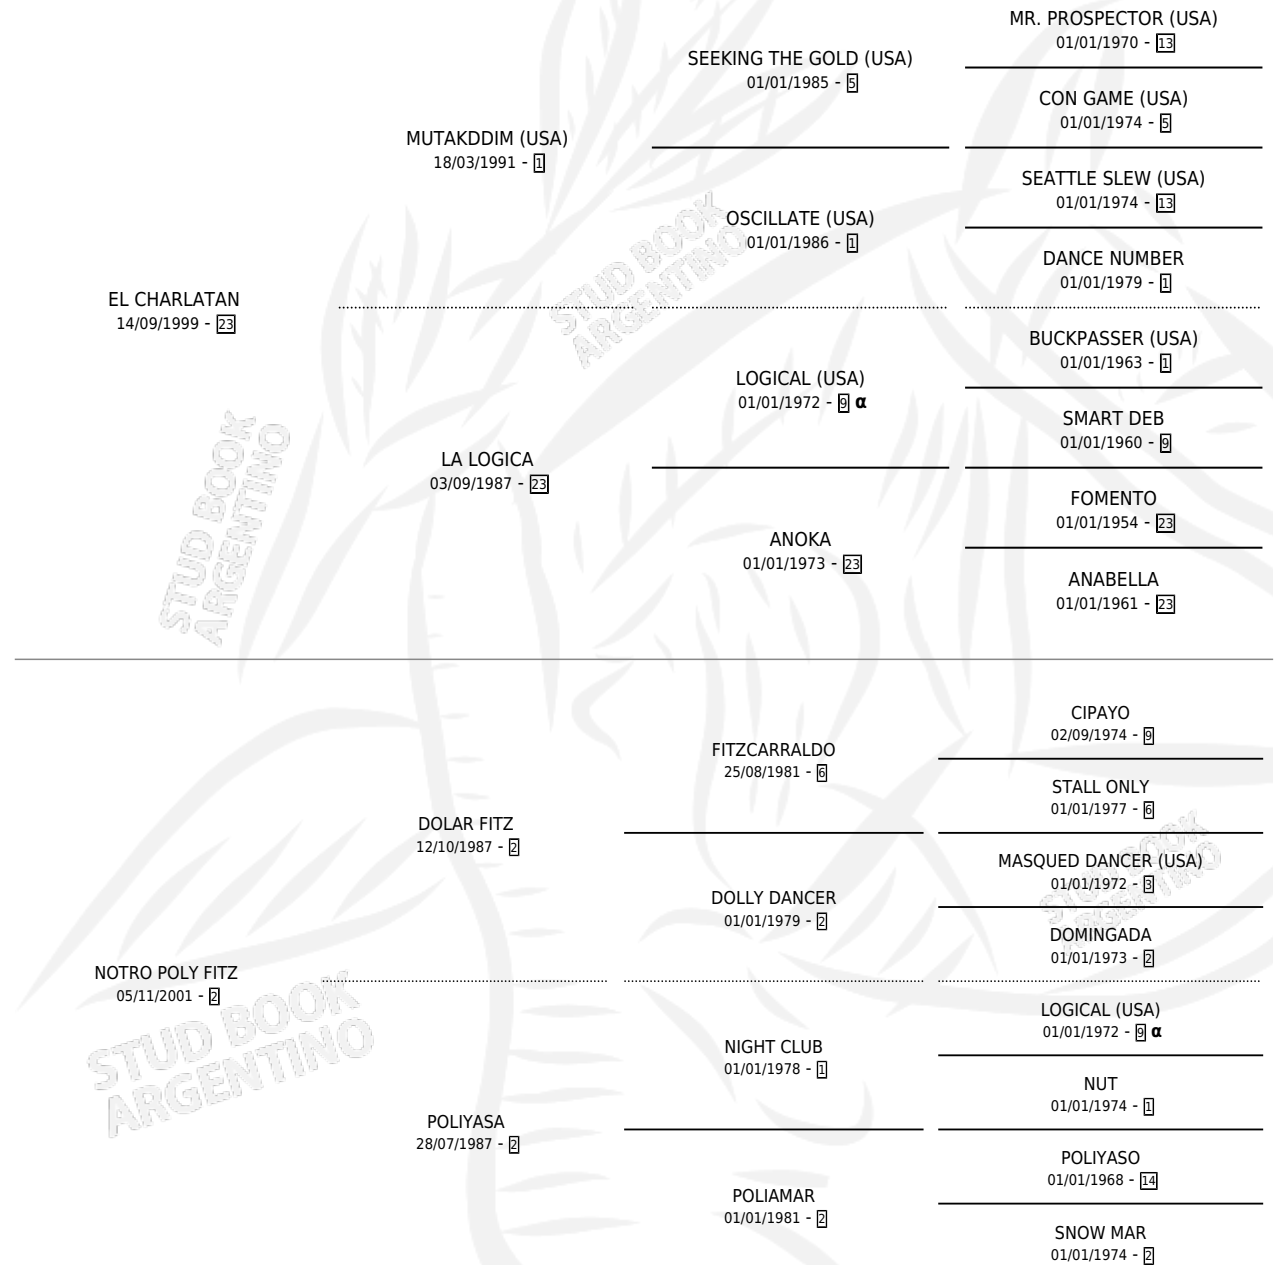 MR. PROSPECTOR (USA)
01/01/1970 - 13
SEEKING THE GOLD (USA)
01/01/1985 - 5
CON GAME (USA)
01/01/1974 - 5
MUTAKDDIM (USA)
18/03/1991 - 1
SEATTLE SLEW (USA)
01/01/1974 - 13
OSCILLATE (USA)
01/01/1986 - 1
DANCE NUMBER
01/01/1979 - 1
EL CHARLATAN
14/09/1999 - 23
BUCKPASSER (USA)
01/01/1963 - 1
LOGICAL (USA)
01/01/1972 - 9 α
SMART DEB
01/01/1960 - 9
LA LOGICA
03/09/1987 - 23
FOMENTO
01/01/1954 - 23
ANOKA
01/01/1973 - 23
ANABELLA
01/01/1961 - 23
CIPAYO
02/09/1974 - 9
FITZCARRALDO
25/08/1981 - 6
STALL ONLY
01/01/1977 - 6
DOLAR FITZ
12/10/1987 - 2
MASQUED DANCER (USA)
01/01/1972 - 3
DOLLY DANCER
01/01/1979 - 2
DOMINGADA
01/01/1973 - 2
NOTRO POLY FITZ
05/11/2001 - 2
LOGICAL (USA)
01/01/1972 - 9 α
NIGHT CLUB
01/01/1978 - 1
NUT
01/01/1974 - 1
POLIYASA
28/07/1987 - 2
POLIYASO
01/01/1968 - 14
POLIAMAR
01/01/1981 - 2
SNOW MAR
01/01/1974 - 2
STUD BOOK
ARGENTINO
STUD BOOK
ARGENTINO
STUD BOOK
ARGENTINO
STUD BOOK
ARGENTINO